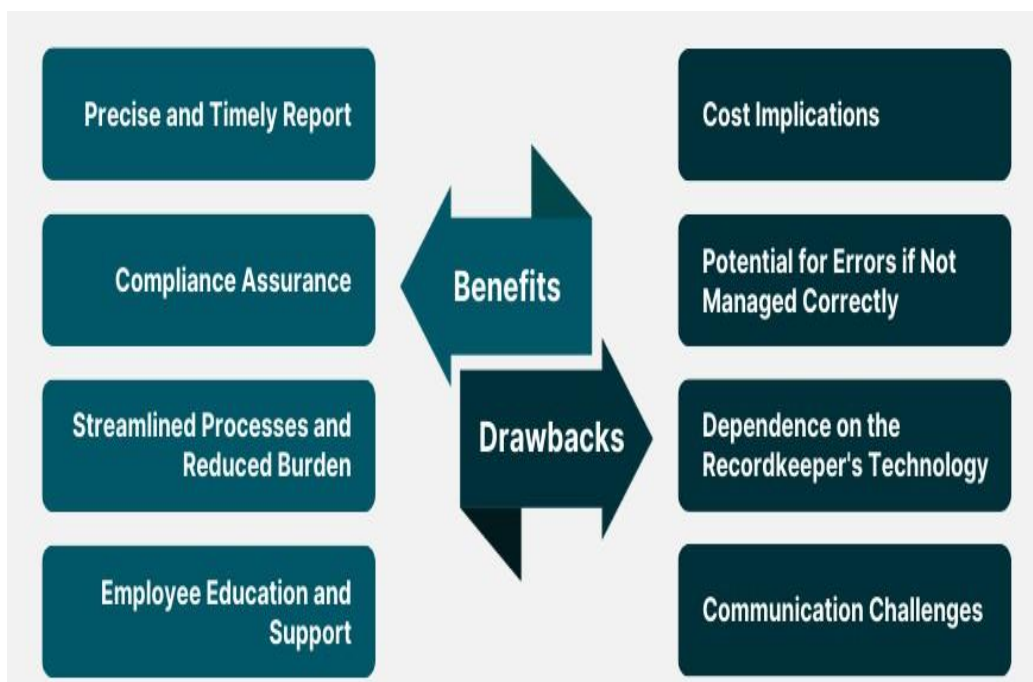 Precise and Timely Report
Compliance Assurance
Streamlined Processes and
Reduced Burden
Employee Education and
Support
Benefits
Drawbacks
Cost Implications
Potential for Errors if Not
Managed Correctly
Dependence on the
Recordkeeper's Technology
Communication Challenges